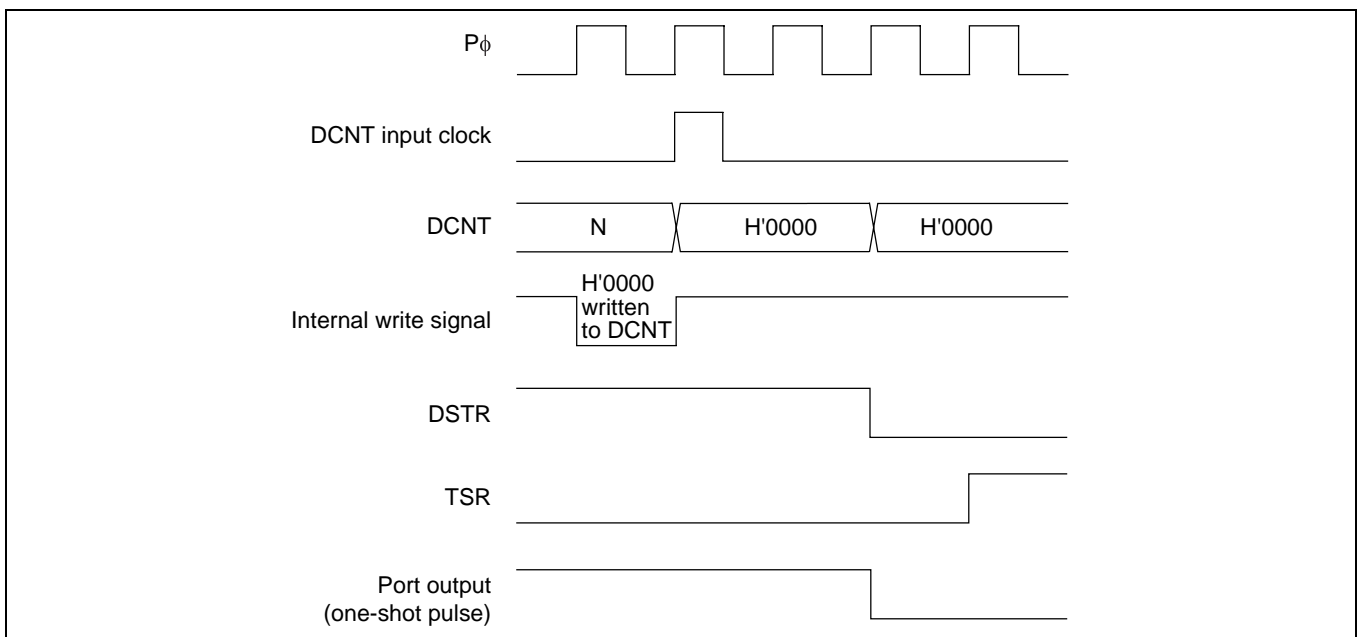 Pϕ
DCNT input clock
DCNT
N
H'0000
H'0000
Internal write signal
H'0000
written
to DCNT
DSTR
TSR
Port output
(one-shot pulse)